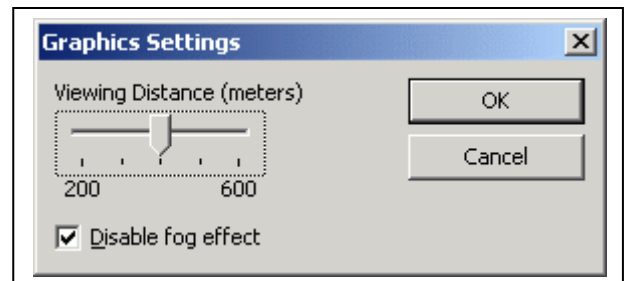 Graphics Settings
Viewing Distance (meters)
200 600
Disable fog effect
OK
Cancel